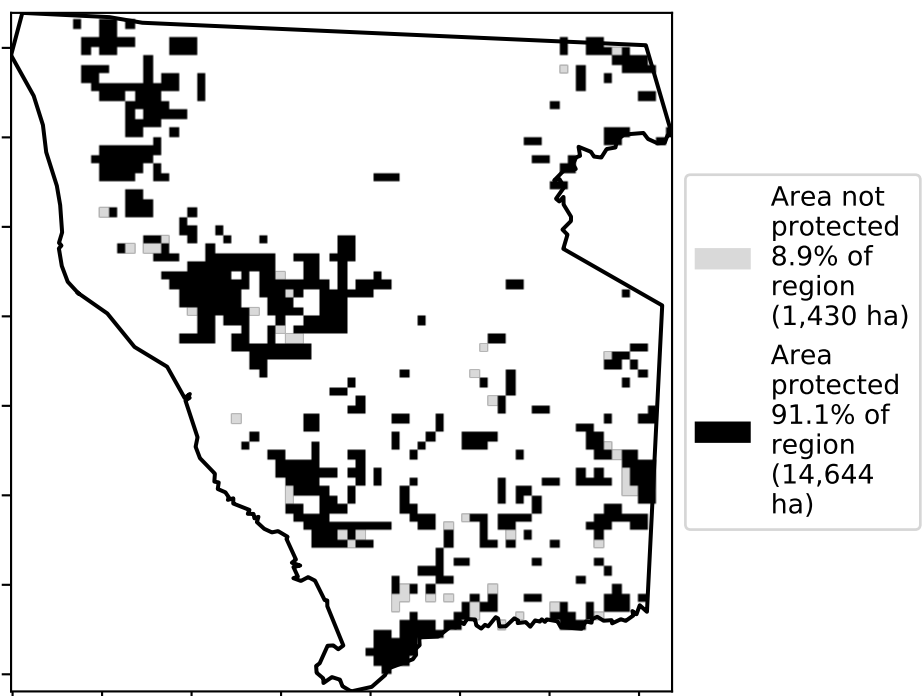 Area not
protected
8.9% of
region
(1,430 ha)
Area
protected
91.1% of
region
(14,644
ha)